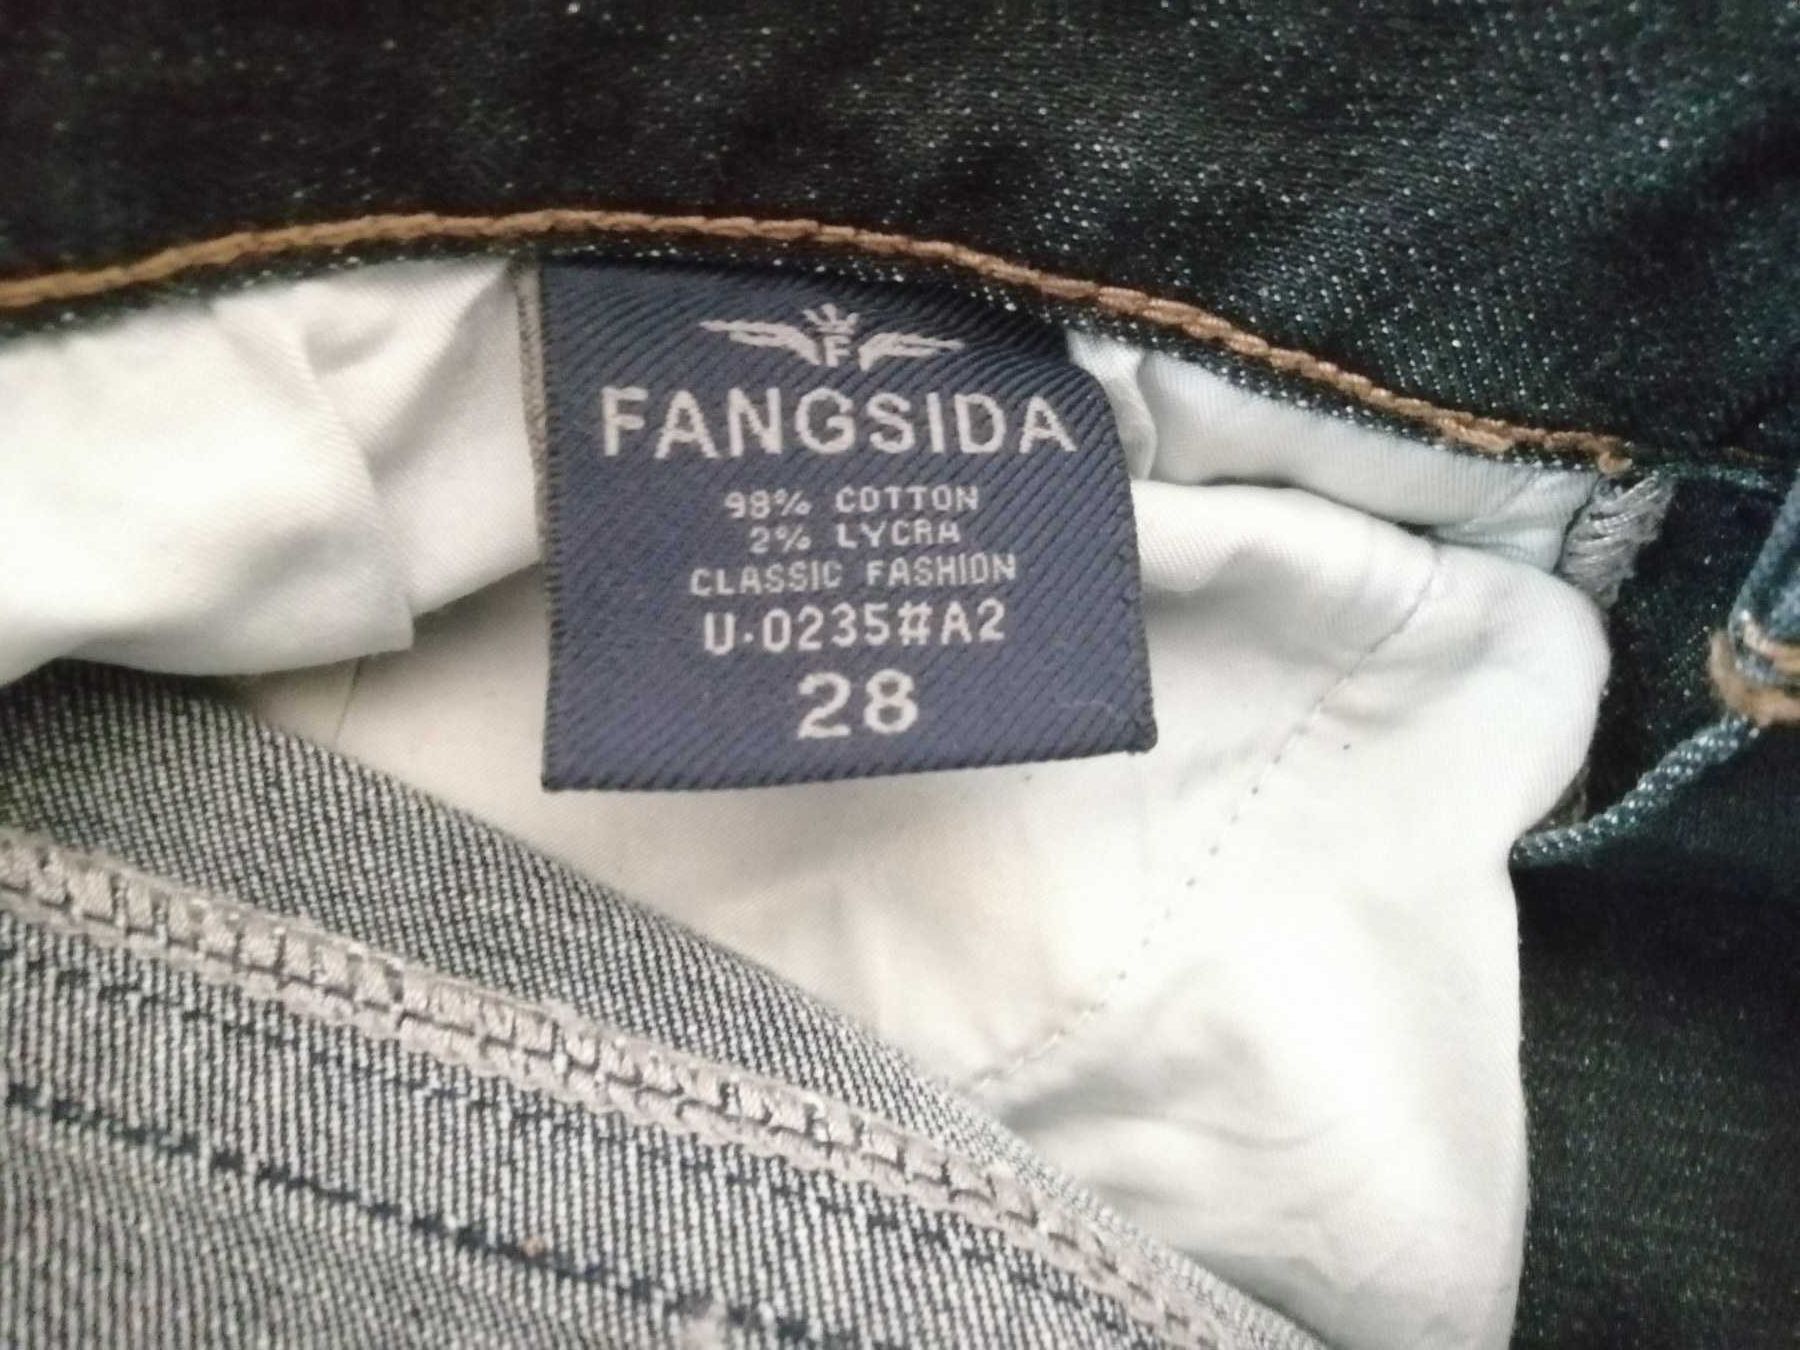 F
FANGSIDA
98% COTTON
2% LYCRA
CLASSIC FASHION
U·0235#A2
28